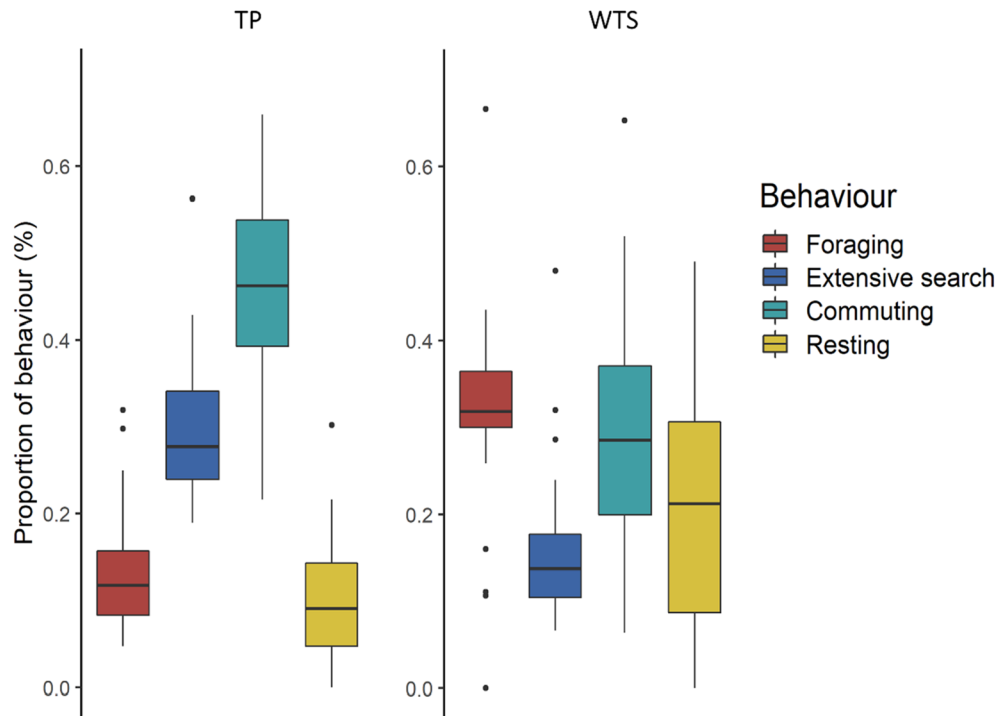 TP
WTS
Proportion of behaviour (%)
0.6
0.4
0.2
0.0
0.6
0.4
0.2
0.0
Behaviour
Foraging
Extensive search
Commuting
Resting